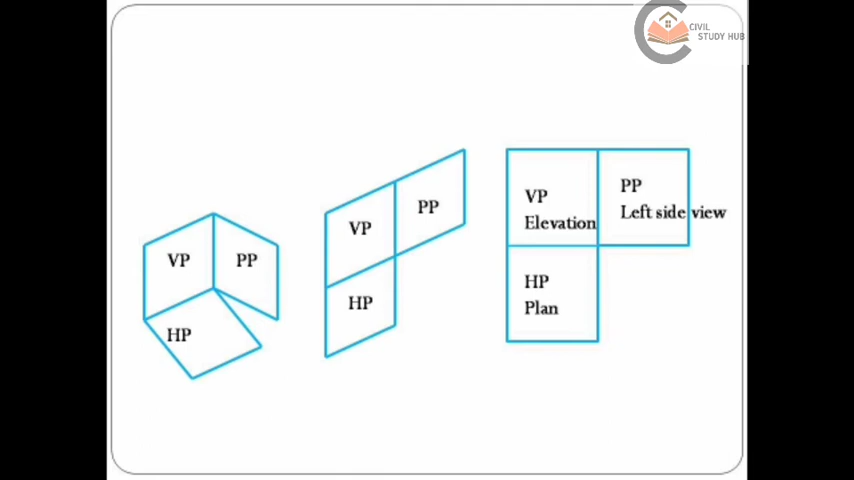 CIVIL
STUDY HUB
VP
PP
HP
VP
PP
HP
VP
Elevation
PP
Left side view
HP
Plan